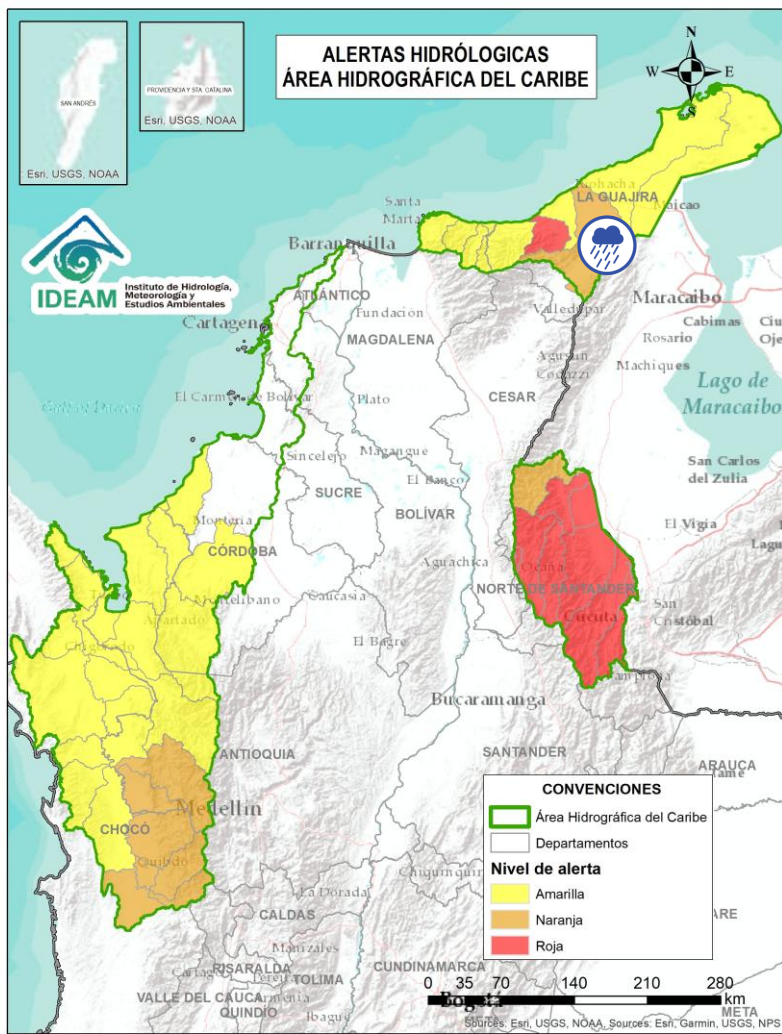 ALERTAS HIDRÓLOGICAS
ÁREA HIDROGRÁFICA DEL CARIBE
N
W
E
S
SAN ANDRÉS
Esri, USGS, NOAA
PROVIDENCIA Y STA. CATALINA
Esri, USGS, NOAA
IDEAM
Instituto de Hidrología,
Meteorología y
Estudios Ambientales
LA GUAJIRA
Maicao
Santa
Marta
Barranquilla
ATLÁNTICO
Cartagen
Fundación
MAGDALENA
Valledupar
Maracaibo
Cabimas
Rosario
Machiques
Agustín
Codazzi
CESAR
Lago de
Maracaibo
El Carmen de Bolívar
Plato
Sincelejo
Magangue
SUCRE
El Banco
BOLÍVAR
San Carlos
del Zulia
El Vigia
Montería
CÓRDOBA
Montelibano
Caucasia
Aguachica
Ocaña
NORTE DE SANTANDER
Cúcuta
San
Cristóbal
Apartado
El Bagre
Bucaramanga
ANTIOQUIA
SANTANDER
ARAUCA
Medellín
CHOCÓ
Quibdó
La Dorada
CALDAS
Manizales
RISARALDA
TOLIMA
CUNDINAMARCA
VALLE DEL CAUCA
Armenia
QUINDÍO
Ibague
Bogotá
META
META
CONVENCIONES
Área Hidrográfica del Caribe
Departamentos
Nivel de alerta
Amarilla
Naranja
Roja
0 35 70 140 210 280
km
Sources: Esri, USGS, NOAA, Sources: Esri, Garmin, USGS, NPS